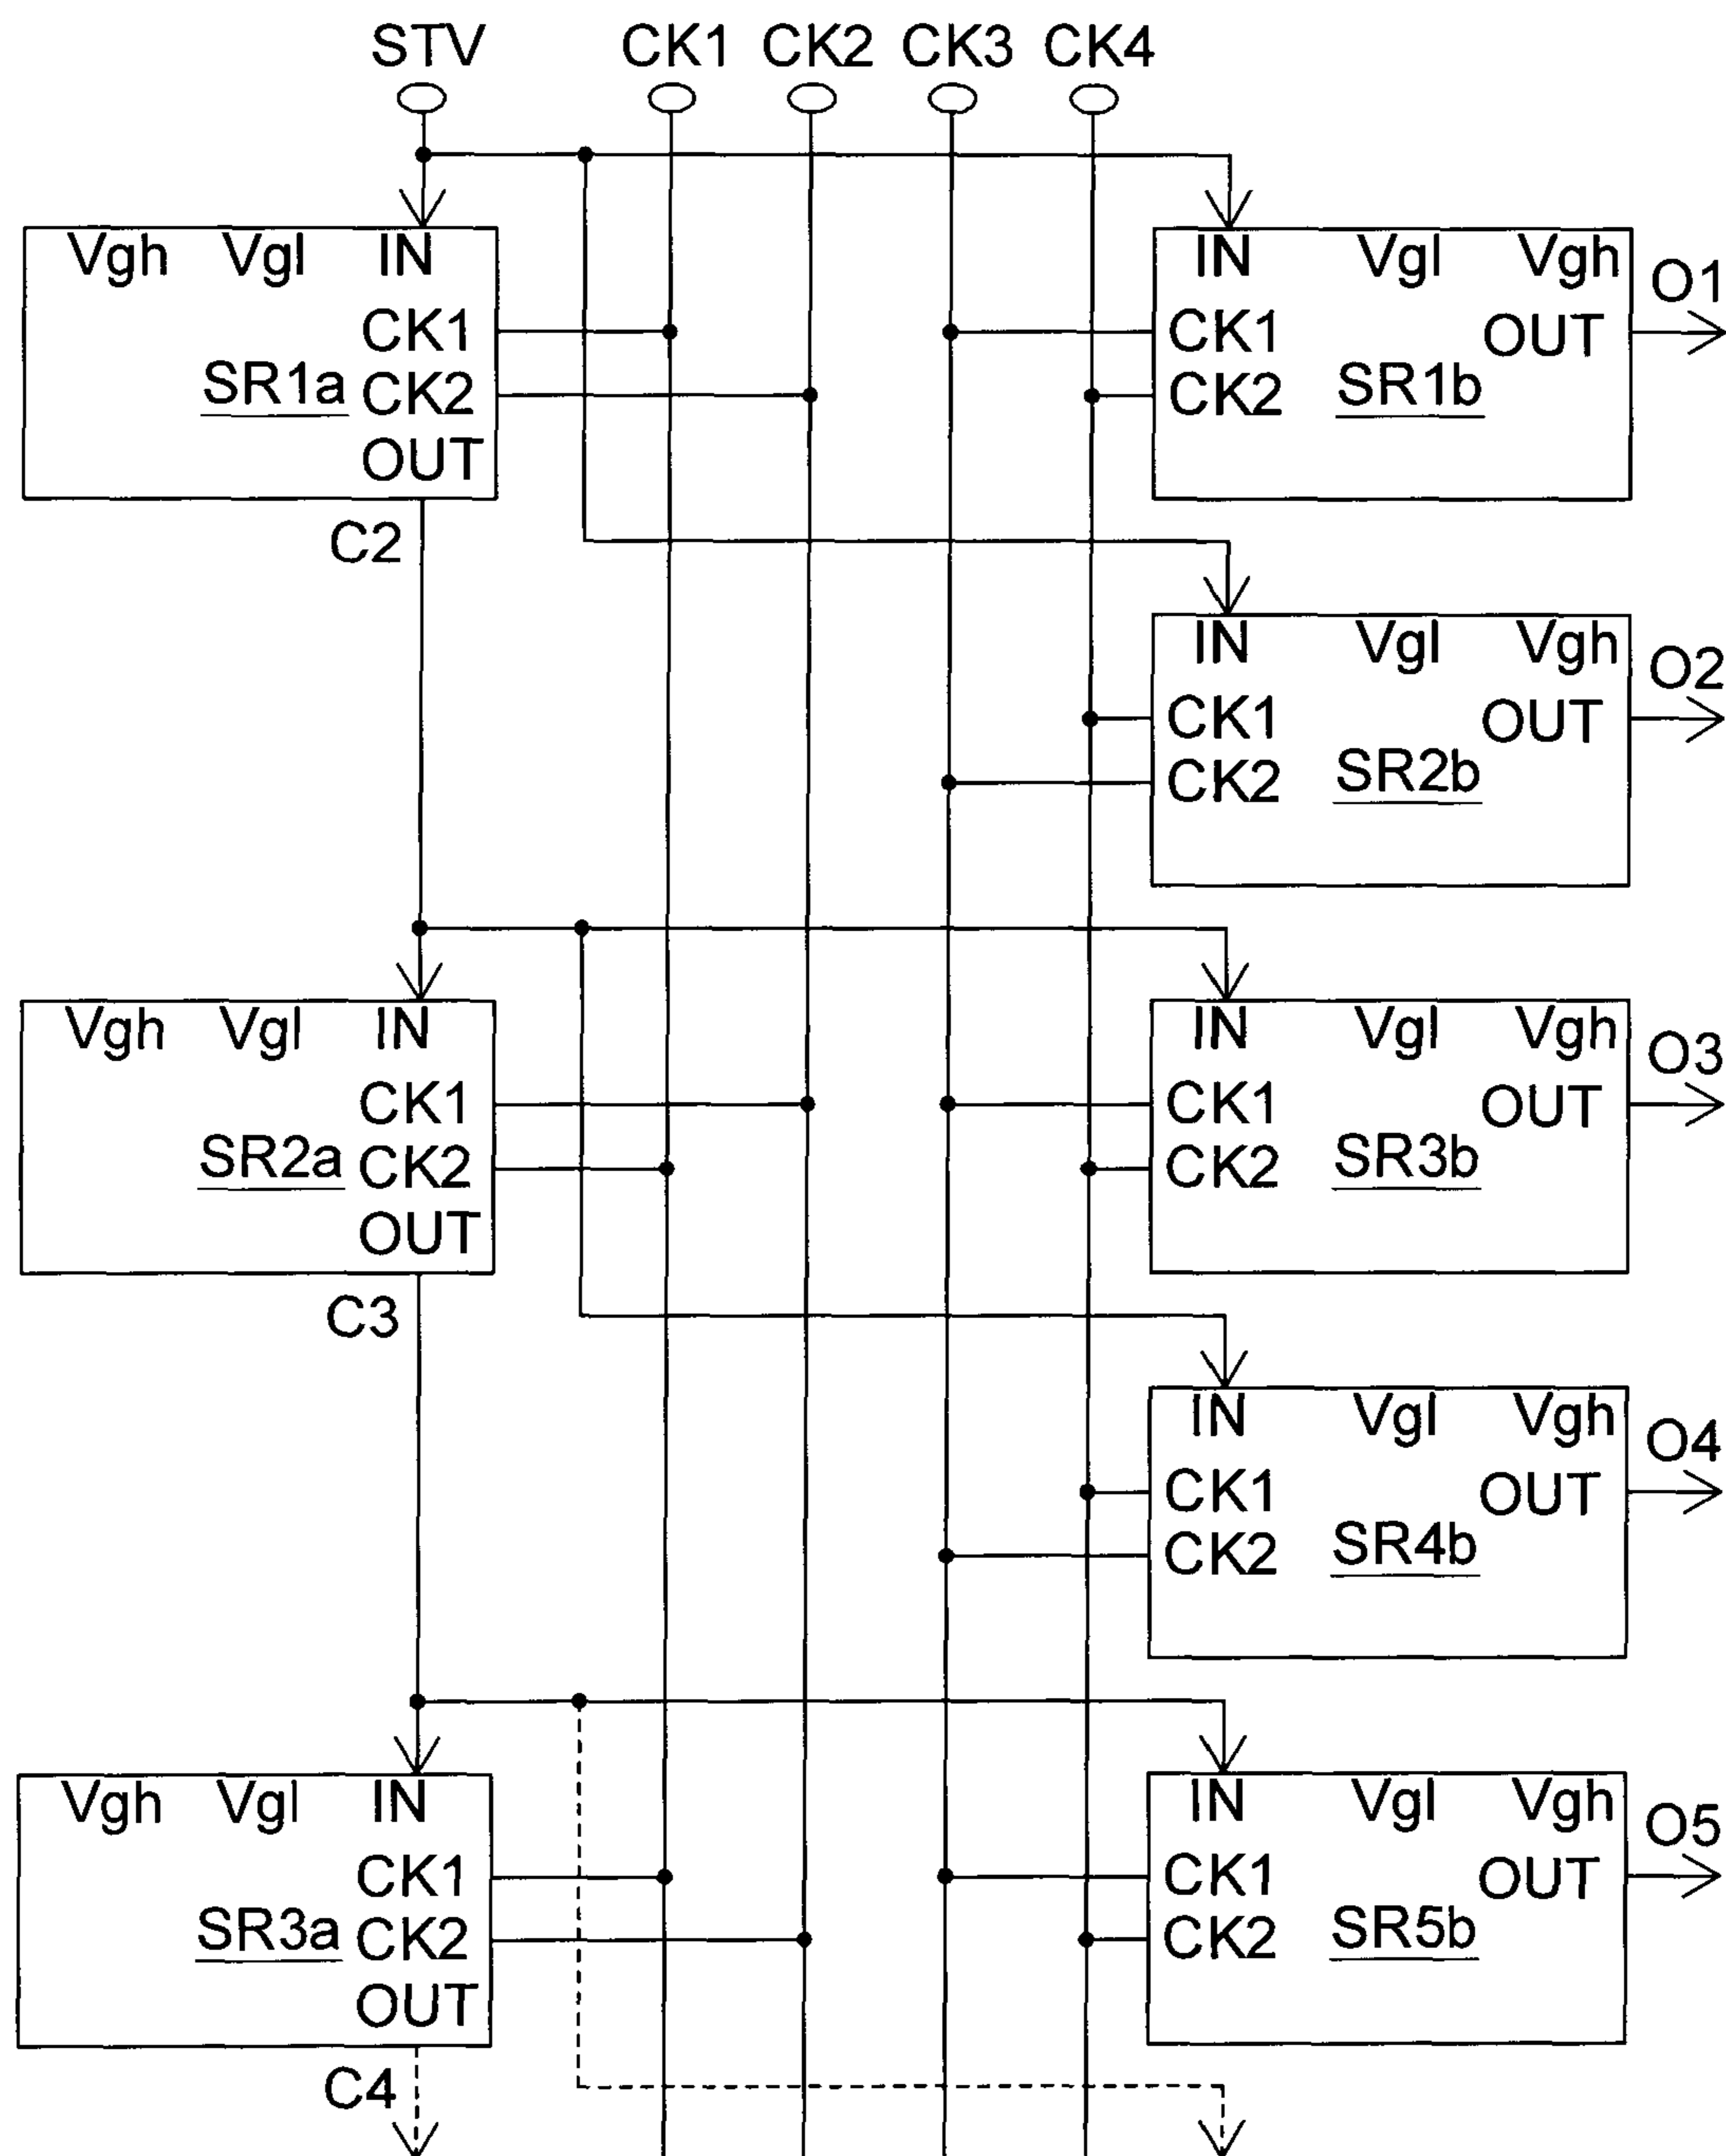 STV CK1 CK2 CK3 CK4
Vgh Vgl IN
CK1
SR1a CK2
OUT
C2
IN Vgl Vgh
CK1 OUT
CK2 SR1b
O1
IN Vgl Vgh
CK1 OUT
CK2 SR2b
O2
Vgh Vgl IN
CK1
SR2a CK2
OUT
C3
IN Vgl Vgh
CK1 OUT
CK2 SR3b
O3
IN Vgl Vgh
CK1 OUT
CK2 SR4b
O4
Vgh Vgl IN
CK1
SR3a CK2
OUT
C4
IN Vgl Vgh
CK1 OUT
CK2 SR5b
O5